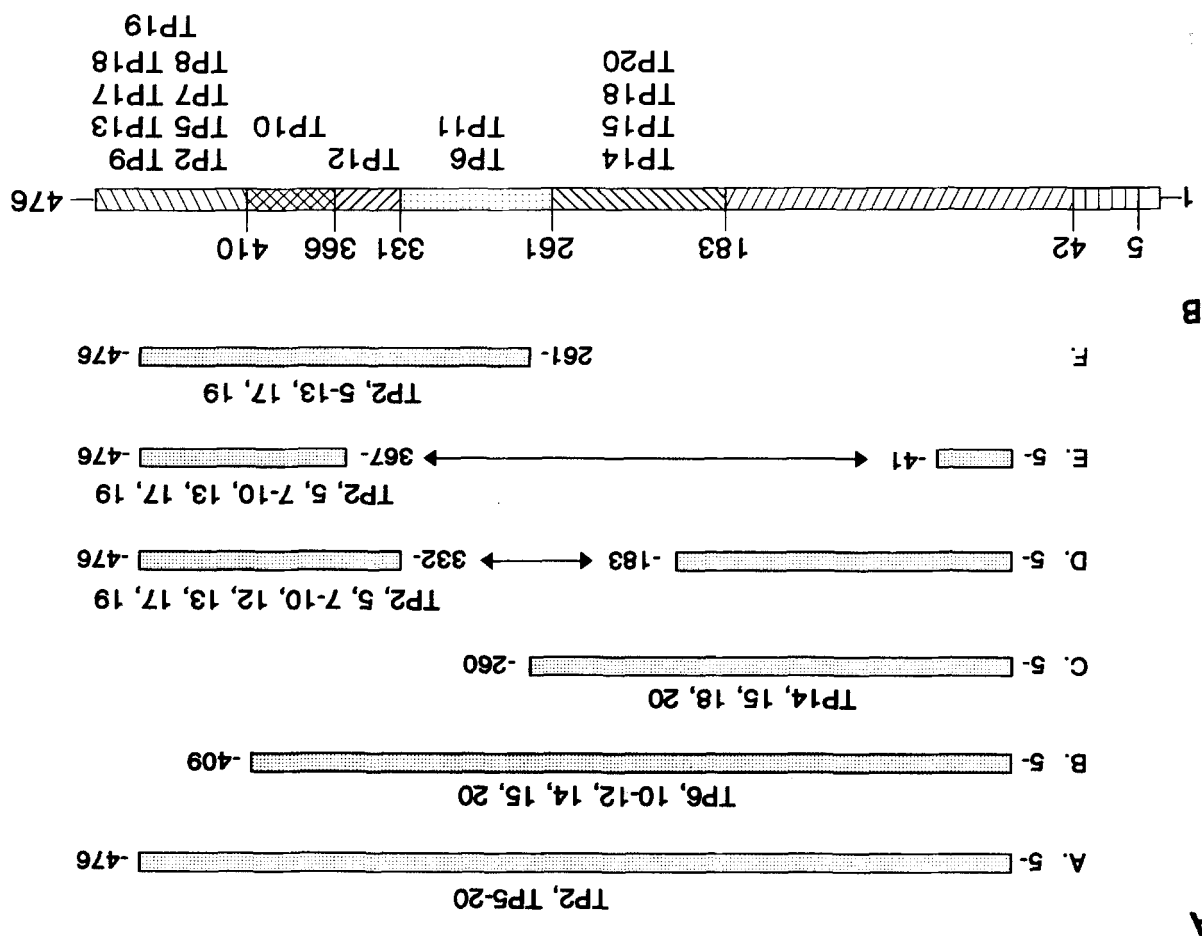 A
TP2, TP5-20
A. 5- -476
TP6, 10-12, 14, 15, 20
B. 5- -409
TP14, 15, 18, 20
C. 5- -260
TP2, 5, 7-10, 12, 13, 17, 19
D. 5- -183 332- -476
TP2, 5, 7-10, 13, 17, 19
E. 5- -41 367- -476
TP2, 5-13, 17, 19
F. 261- -476
B
5 42 183 261 331 366 410
1 476
TP14 TP6 TP12 TP2 TP9
TP15 TP11 TP10 TP5 TP13
TP18 TP7 TP17
TP20 TP8 TP18
TP19